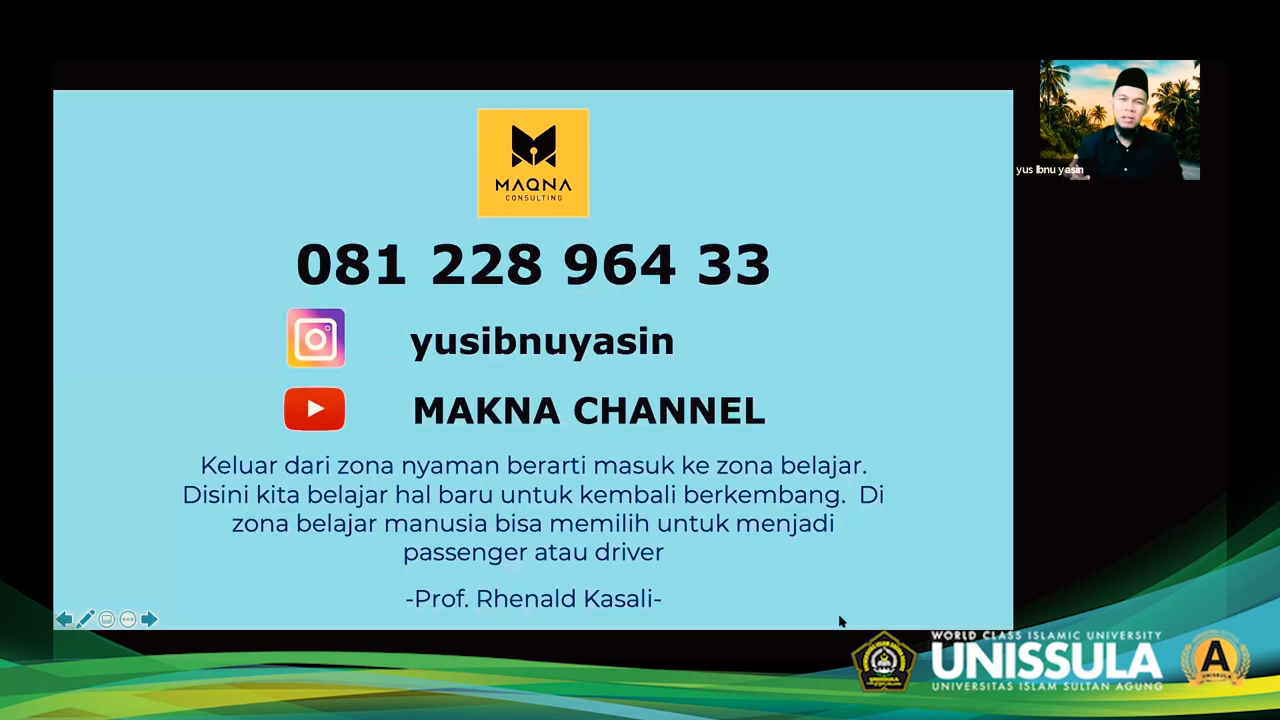 MAQNA
CONSULTING
081 228 964 33
yusibnuyasin
MAKNA CHANNEL
Keluar dari zona nyaman berarti masuk ke zona belajar.
Disini kita belajar hal baru untuk kembali berkembang.  Di
zona belajar manusia bisa memilih untuk menjadi
passenger atau driver
-Prof. Rhenald Kasali-
yus Ibnu yasin
WORLD CLASS ISLAMIC UNIVERSITY
UNISSULA
UNIVERSITAS ISLAM SULTAN AGUNG
A
UNISSULA